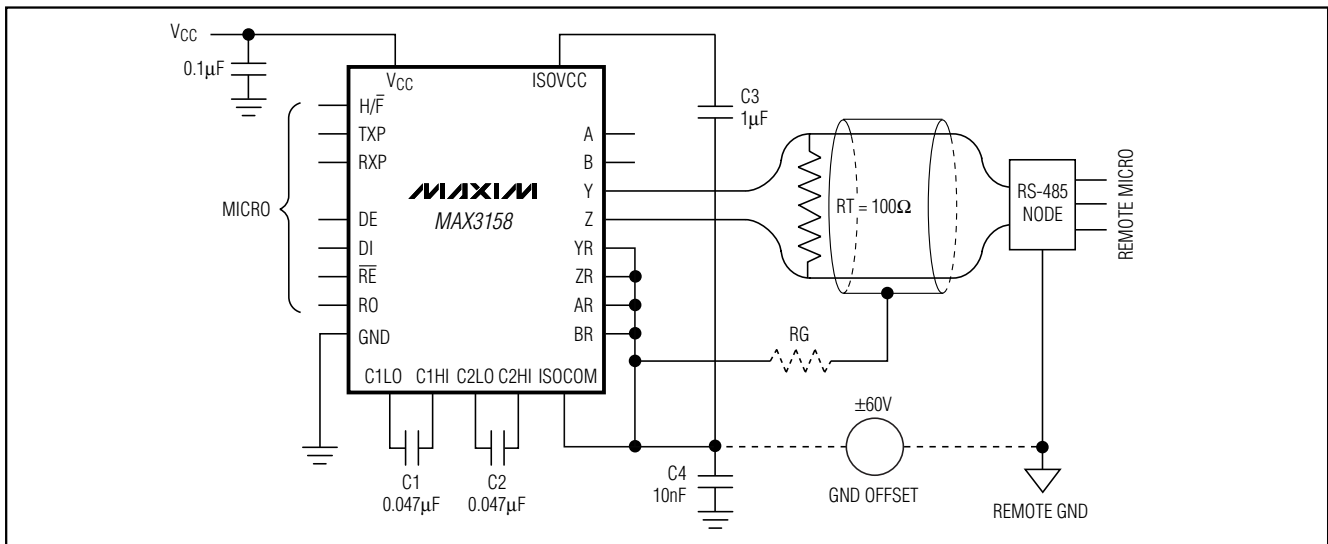 VCC
0.1µF
VCC
ISOVCC
C3
1µF
H/F̅
TXP
RXP
DE
DI
R̅E̅
RO
GND
MICRO
MAXIM
MAX3158
A
B
Y
Z
YR
ZR
AR
BR
C1LO C1HI C2LO C2HI ISOCOM
RT = 100Ω
RS-485
NODE
REMOTE MICRO
RG
±60V
GND OFFSET
C1
0.047µF
C2
0.047µF
C4
10nF
REMOTE GND